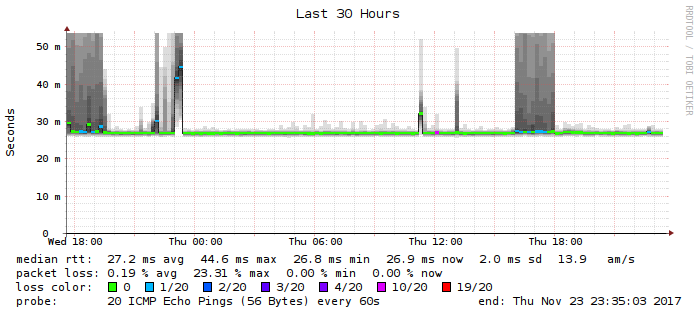 Last 30 Hours
RRDTOOL / TOBI OETIKER
Seconds
50 m
40 m
30 m
20 m
10 m
0
Wed 18:00 Thu 00:00 Thu 06:00 Thu 12:00 Thu 18:00
median rtt: 27.2 ms avg 44.6 ms max 26.8 ms min 26.9 ms now 2.0 ms sd 13.9 am/s
packet loss: 0.19 % avg 23.31 % max 0.00 % min 0.00 % now
loss color: 0 1/20 2/20 3/20 4/20 10/20 19/20
probe: 20 ICMP Echo Pings (56 Bytes) every 60s end: Thu Nov 23 23:35:03 2017